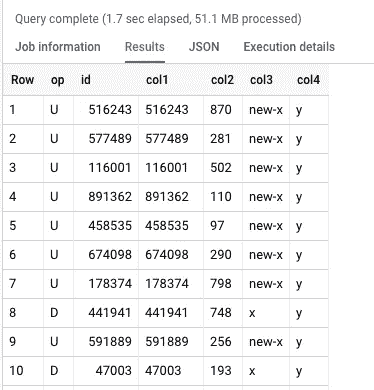 Query complete (1.7 sec elapsed, 51.1 MB processed)
Job information Results JSON Execution details
Row op id col1 col2 col3 col4
1 U 516243 516243 870 new-x y
2 U 577489 577489 281 new-x y
3 U 116001 116001 502 new-x y
4 U 891362 891362 110 new-x y
5 U 458535 458535 97 new-x y
6 U 674098 674098 290 new-x y
7 U 178374 178374 798 new-x y
8 D 441941 441941 748 x y
9 U 591889 591889 256 new-x y
10 D 47003 47003 193 x y